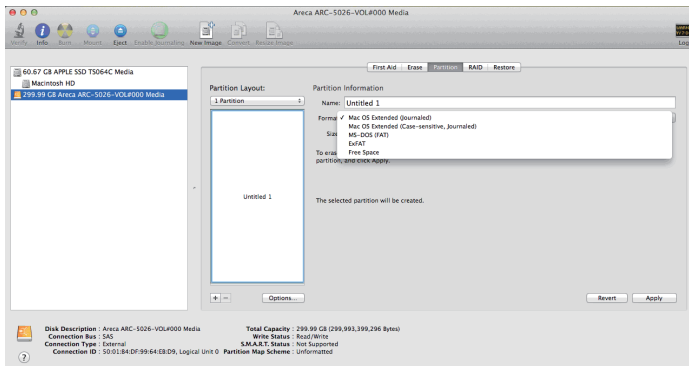 Areca ARC-5026-VOL#000 Media
Verify Info Burn Mount Eject Enable Journaling New Image Convert Resize Image Log
60.67 GB APPLE SSD TS064C Media
Macintosh HD
299.99 GB Areca ARC-5026-VOL#000 Media
First Aid Erase Partition RAID Restore
Partition Layout:
1 Partition
Untitled 1
+ − Options...
Partition Information
Name: Untitled 1
Forma ✓ Mac OS Extended (Journaled)
Mac OS Extended (Case-sensitive, Journaled)
MS-DOS (FAT)
ExFAT
Free Space
Size
To eras
partition, and click Apply.
The selected partition will be created.
Revert Apply
Disk Description : Areca ARC-5026-VOL#000 Media
Connection Bus : SAS
Connection Type : External
Connection ID : 50:01:B4:DF:99:64:EB:D9, Logical Unit 0
Total Capacity : 299.99 GB (299,993,399,296 Bytes)
Write Status : Read/Write
S.M.A.R.T. Status : Not Supported
Partition Map Scheme : Unformatted
?